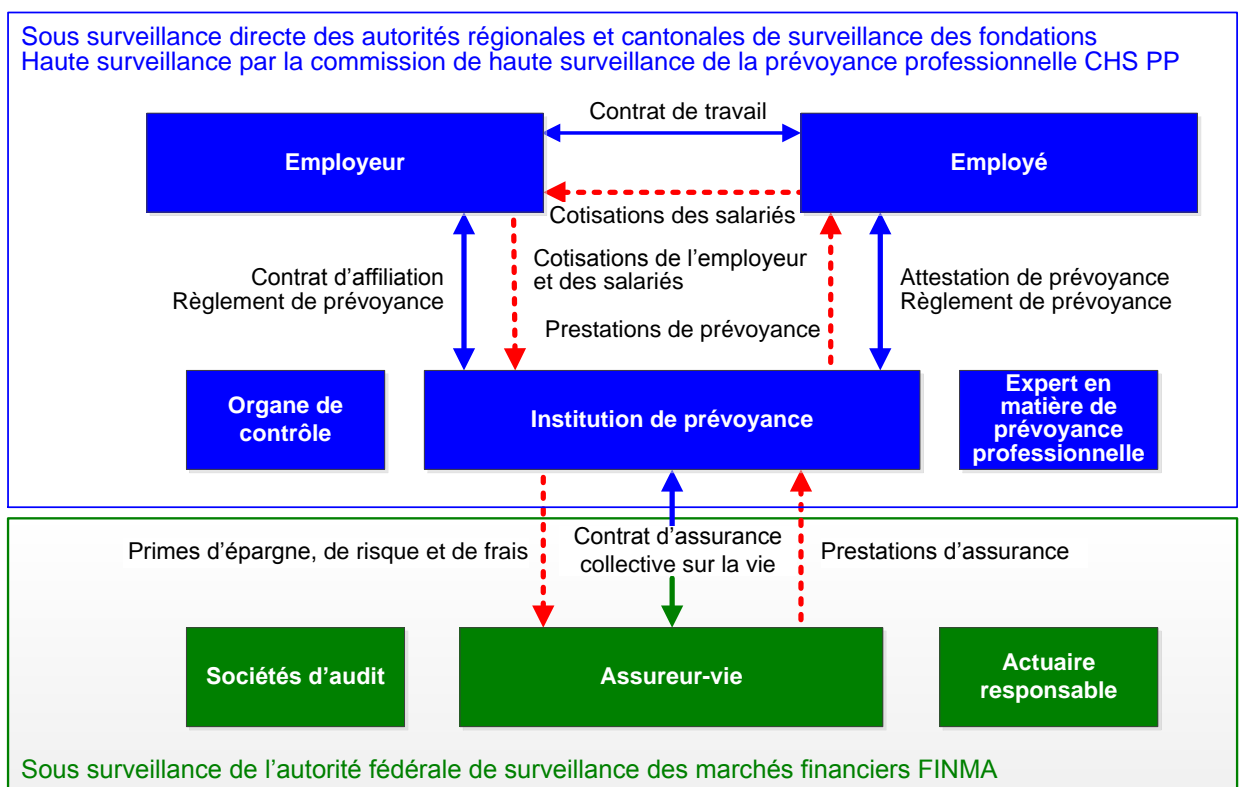 Sous surveillance directe des autorités régionales et cantonales de surveillance des fondations
Haute surveillance par la commission de haute surveillance de la prévoyance professionnelle CHS PP
Contrat de travail
Employeur
Employé
Cotisations des salariés
Contrat d’affiliation
Règlement de prévoyance
Cotisations de l’employeur
et des salariés
Attestation de prévoyance
Règlement de prévoyance
Prestations de prévoyance
Organe de
contrôle
Institution de prévoyance
Expert en
matière de
prévoyance
professionnelle
Primes d’épargne, de risque et de frais
Contrat d’assurance
collective sur la vie
Prestations d’assurance
Sociétés d’audit
Assureur-vie
Actuaire
responsable
Sous surveillance de l’autorité fédérale de surveillance des marchés financiers FINMA